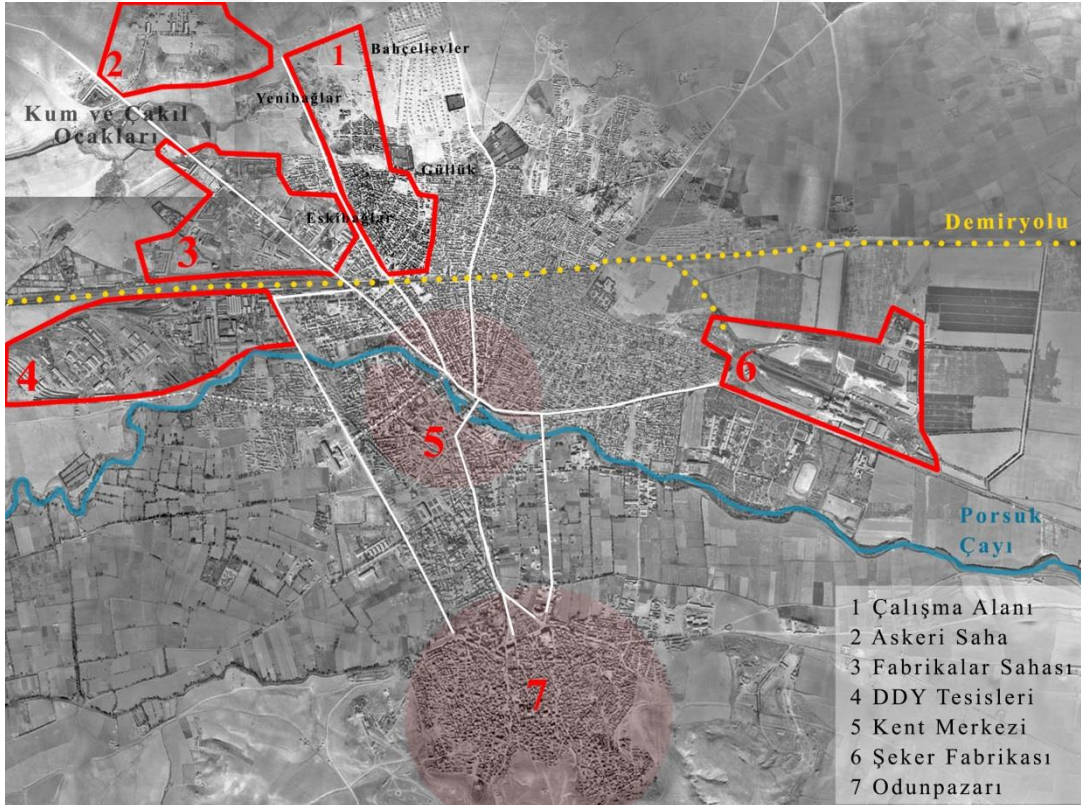 1
Bahçelievler
2
Yenibağlar
Kum ve Çakıl
Ocakları
Güllük
Eskibağlar
3
Demiryolu
4
6
5
Porsuk
Çayı
7
1 Çalışma Alanı
2 Askeri Saha
3 Fabrikalar Sahası
4 DDY Tesisleri
5 Kent Merkezi
6 Şeker Fabrikası
7 Odunpazarı